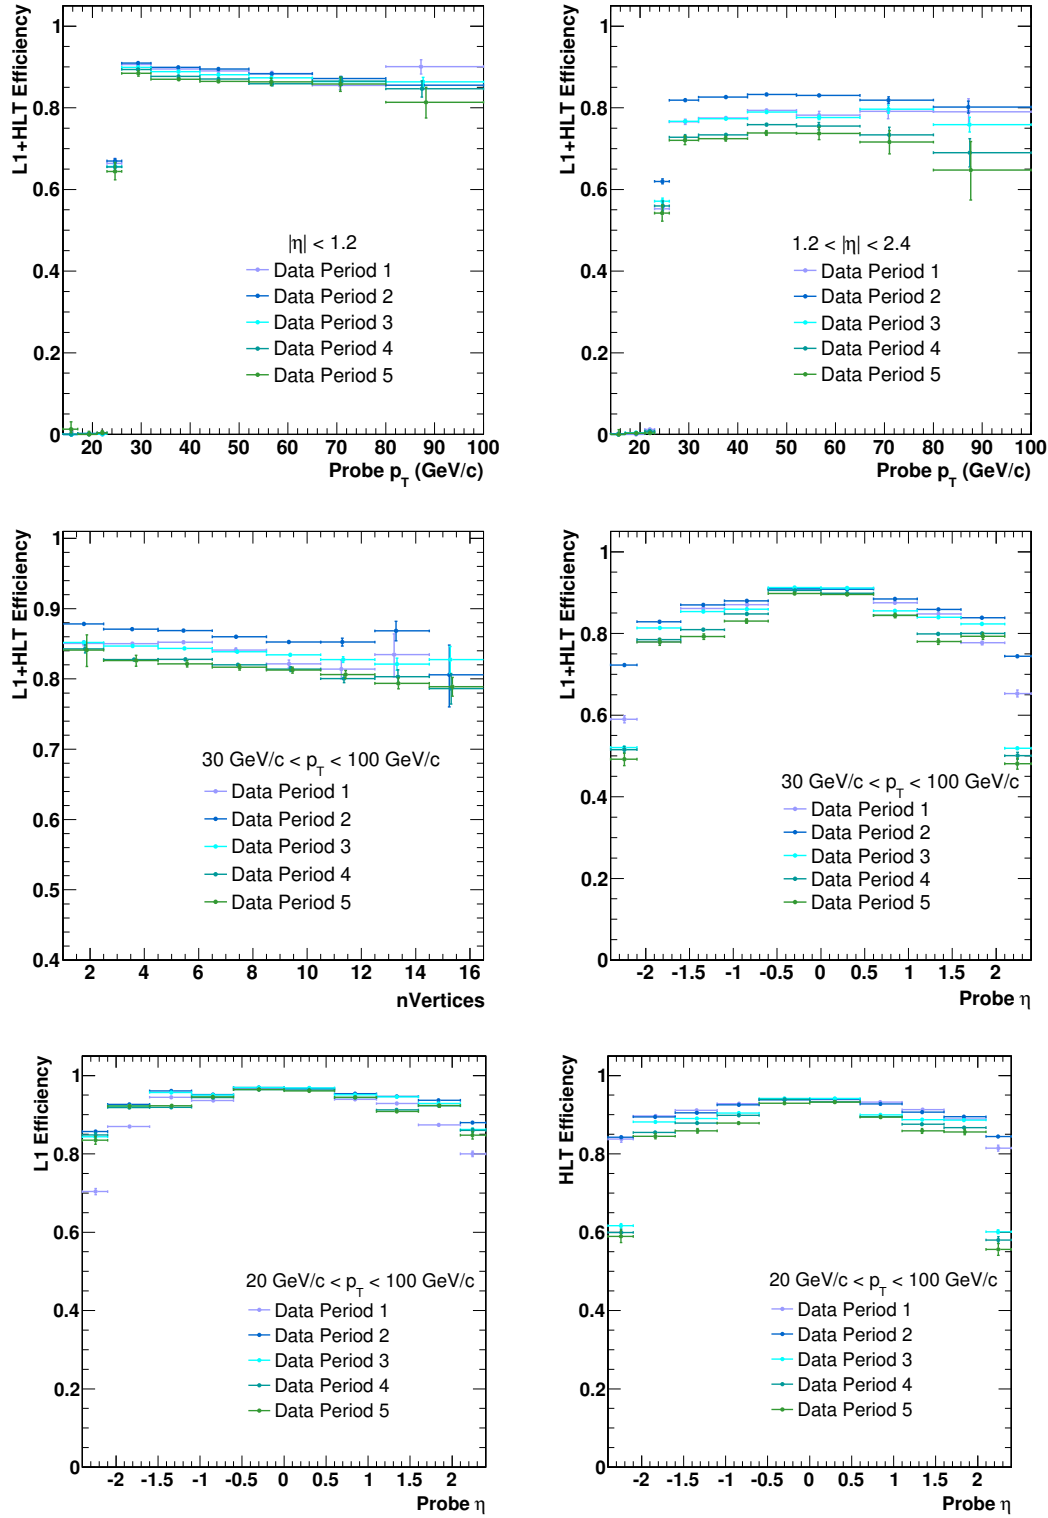 L1+HLT Efficiency
1
0.8
0.6
0.4
0.2
0
|η| < 1.2
Data Period 1
Data Period 2
Data Period 3
Data Period 4
Data Period 5
20 30 40 50 60 70 80 90 100
Probe p_T (GeV/c)
L1+HLT Efficiency
1
0.8
0.6
0.4
0.2
0
1.2 < |η| < 2.4
Data Period 1
Data Period 2
Data Period 3
Data Period 4
Data Period 5
20 30 40 50 60 70 80 90 100
Probe p_T (GeV/c)
L1+HLT Efficiency
1
0.9
0.8
0.7
0.6
0.5
0.4
30 GeV/c < p_T < 100 GeV/c
Data Period 1
Data Period 2
Data Period 3
Data Period 4
Data Period 5
2 4 6 8 10 12 14 16
nVertices
L1+HLT Efficiency
1
0.8
0.6
0.4
0.2
0
30 GeV/c < p_T < 100 GeV/c
Data Period 1
Data Period 2
Data Period 3
Data Period 4
Data Period 5
-2 -1.5 -1 -0.5 0 0.5 1 1.5 2
Probe η
L1 Efficiency
1
0.8
0.6
0.4
0.2
0
20 GeV/c < p_T < 100 GeV/c
Data Period 1
Data Period 2
Data Period 3
Data Period 4
Data Period 5
-2 -1.5 -1 -0.5 0 0.5 1 1.5 2
Probe η
HLT Efficiency
1
0.8
0.6
0.4
0.2
0
20 GeV/c < p_T < 100 GeV/c
Data Period 1
Data Period 2
Data Period 3
Data Period 4
Data Period 5
-2 -1.5 -1 -0.5 0 0.5 1 1.5 2
Probe η